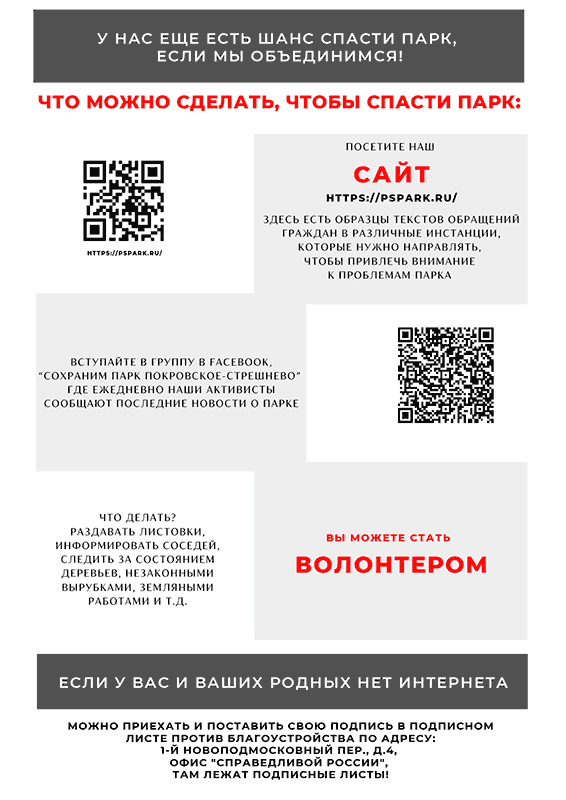 У НАС ЕЩЕ ЕСТЬ ШАНС СПАСТИ ПАРК,
ЕСЛИ МЫ ОБЪЕДИНИМСЯ!
ЧТО МОЖНО СДЕЛАТЬ, ЧТОБЫ СПАСТИ ПАРК:
HTTPS://PSPARK.RU/
ПОСЕТИТЕ НАШ
САЙТ
HTTPS://PSPARK.RU/
ЗДЕСЬ ЕСТЬ ОБРАЗЦЫ ТЕКСТОВ ОБРАЩЕНИЙ
ГРАЖДАН В РАЗЛИЧНЫЕ ИНСТАНЦИИ,
КОТОРЫЕ НУЖНО НАПРАВЛЯТЬ,
ЧТОБЫ ПРИВЛЕЧЬ ВНИМАНИЕ
К ПРОБЛЕМАМ ПАРКА
ВСТУПАЙТЕ В ГРУППУ В FACEBOOK,
“СОХРАНИМ ПАРК ПОКРОВСКОЕ-СТРЕШНЕВО”
ГДЕ ЕЖЕДНЕВНО НАШИ АКТИВИСТЫ
СООБЩАЮТ ПОСЛЕДНИЕ НОВОСТИ О ПАРКЕ
ЧТО ДЕЛАТЬ?
РАЗДАВАТЬ ЛИСТОВКИ,
ИНФОРМИРОВАТЬ СОСЕДЕЙ,
СЛЕДИТЬ ЗА СОСТОЯНИЕМ
ДЕРЕВЬЕВ, НЕЗАКОННЫМИ
ВЫРУБКАМИ, ЗЕМЛЯНЫМИ
РАБОТАМИ И Т.Д.
ВЫ МОЖЕТЕ СТАТЬ
ВОЛОНТЕРОМ
ЕСЛИ У ВАС И ВАШИХ РОДНЫХ НЕТ ИНТЕРНЕТА
МОЖНО ПРИЕХАТЬ И ПОСТАВИТЬ СВОЮ ПОДПИСЬ В ПОДПИСНОМ
ЛИСТЕ ПРОТИВ БЛАГОУСТРОЙСТВА ПО АДРЕСУ:
1-Й НОВОПОДМОСКОВНЫЙ ПЕР., Д.4,
ОФИС "СПРАВЕДЛИВОЙ РОССИИ",
ТАМ ЛЕЖАТ ПОДПИСНЫЕ ЛИСТЫ!